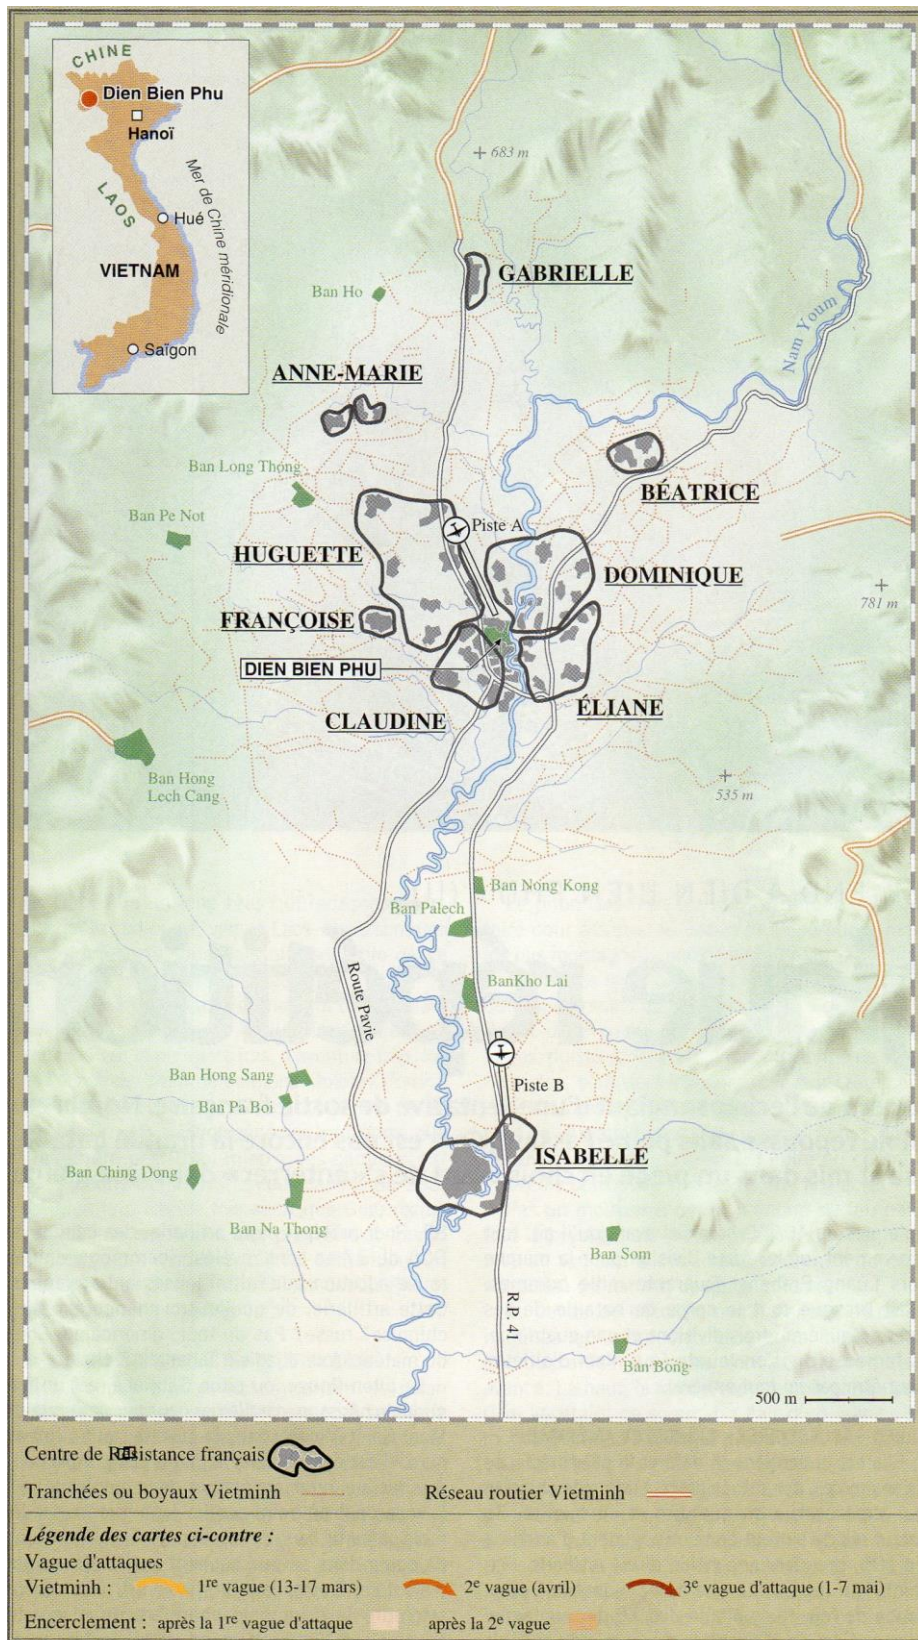 CHINE
Dien Bien Phu
Hanoï
LAOS
Hué
Mer de Chine méridionale
VIETNAM
Saïgon
683 m
GABRIELLE
Ban Ho
Nam Youm
ANNE-MARIE
Ban Long Thong
BÉATRICE
Ban Pe Not
Piste A
HUGUETTE
DOMINIQUE
781 m
FRANÇOISE
DIEN BIEN PHU
CLAUDINE
ÉLIANE
Ban Hong
Lech Cang
535 m
Ban Nong Kong
Ban Palech
BanKho Lai
Route Pavie
Ban Hong Sang
Piste B
Ban Pa Boi
ISABELLE
Ban Ching Dong
Ban Na Thong
Ban Som
R.P. 41
Ban Bong
500 m
Centre de Résistance français
Tranchées ou boyaux Vietminh
Réseau routier Vietminh
Légende des cartes ci-contre :
Vague d'attaques
Vietminh : 1re vague (13-17 mars) 2e vague (avril) 3e vague d'attaque (1-7 mai)
Encerclement : après la 1re vague d'attaque après la 2e vague